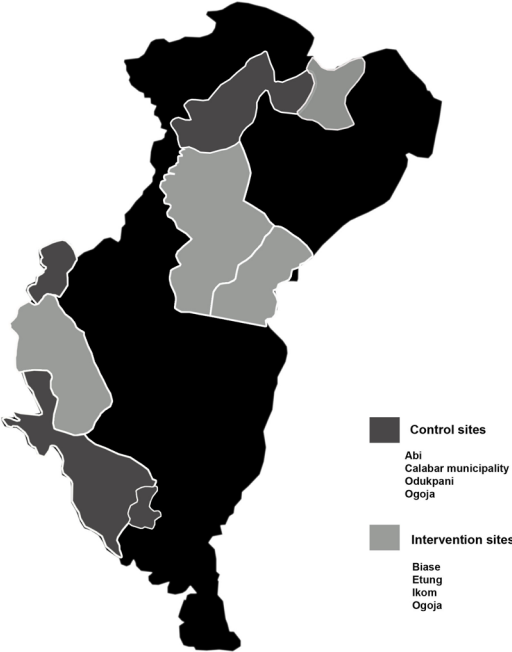 Control sites
Abi
Calabar municipality
Odukpani
Ogoja
Intervention sites
Biase
Etung
Ikom
Ogoja